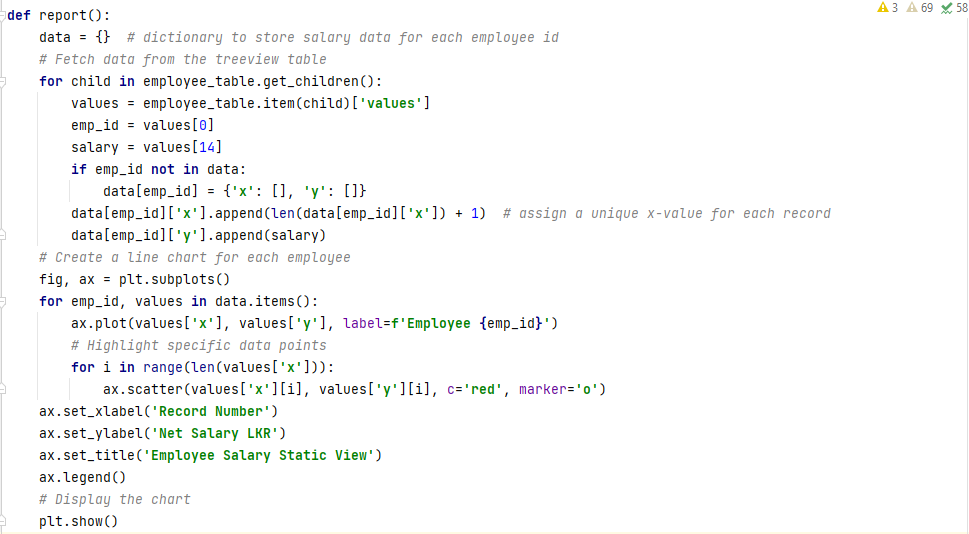 def report():
    data = {}  # dictionary to store salary data for each employee id
    # Fetch data from the treeview table
    for child in employee_table.get_children():
        values = employee_table.item(child)['values']
        emp_id = values[0]
        salary = values[14]
        if emp_id not in data:
            data[emp_id] = {'x': [], 'y': []}
        data[emp_id]['x'].append(len(data[emp_id]['x']) + 1)  # assign a unique x-value for each record
        data[emp_id]['y'].append(salary)
    # Create a line chart for each employee
    fig, ax = plt.subplots()
    for emp_id, values in data.items():
        ax.plot(values['x'], values['y'], label=f'Employee {emp_id}')
        # Highlight specific data points
        for i in range(len(values['x'])):
            ax.scatter(values['x'][i], values['y'][i], c='red', marker='o')
    ax.set_xlabel('Record Number')
    ax.set_ylabel('Net Salary LKR')
    ax.set_title('Employee Salary Static View')
    ax.legend()
    # Display the chart
    plt.show()
3 69 58